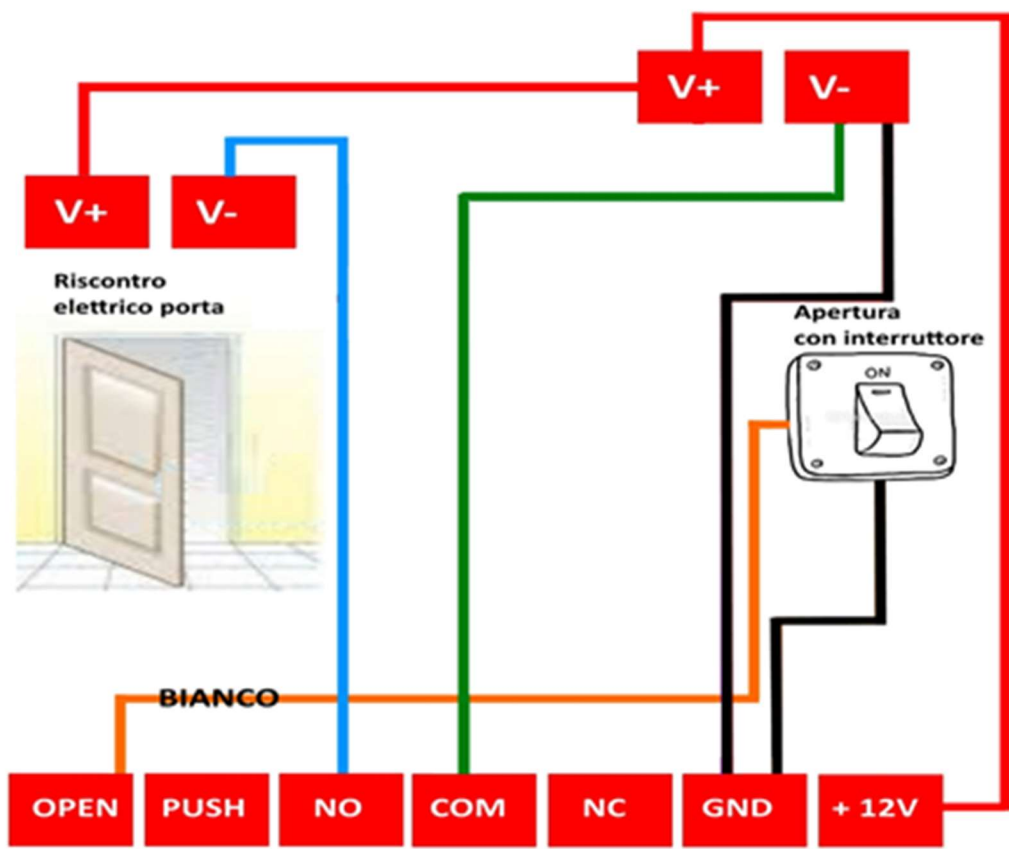 V+
V-
V+
V-
Riscontro
elettrico porta
Apertura
con interruttore
ON
BIANCO
OPEN
PUSH
NO
COM
NC
GND
+ 12V